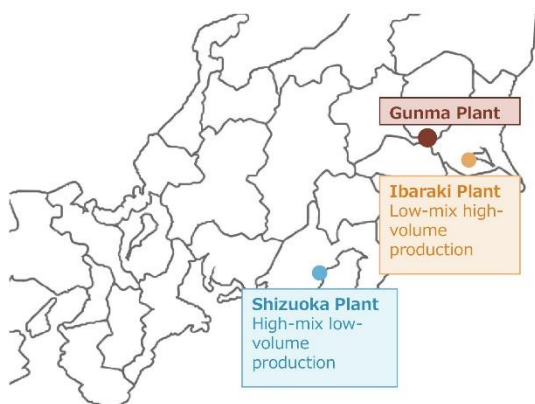 Gunma Plant
Ibaraki Plant
Low-mix high-
volume
production
Shizuoka Plant
High-mix low-
volume
production